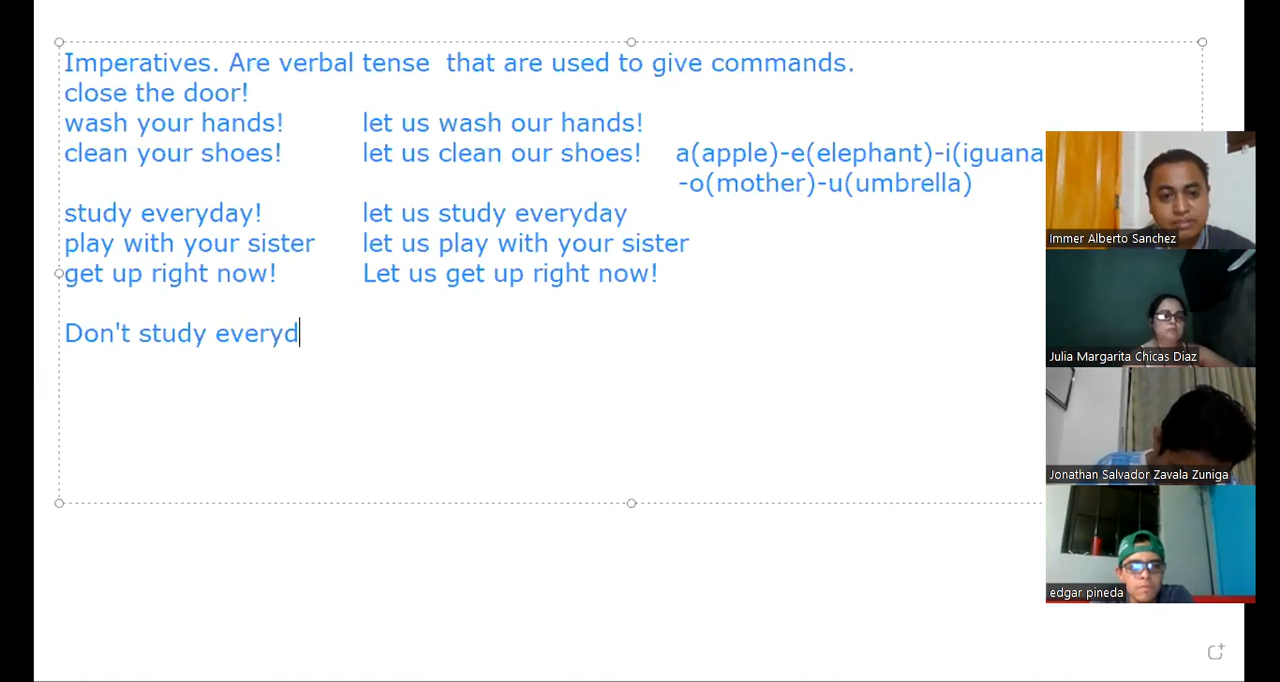 Imperatives. Are verbal tense  that are used to give commands.
close the door!
wash your hands!    let us wash our hands!
clean your shoes!    let us clean our shoes!    a(apple)-e(elephant)-i(iguana
-o(mother)-u(umbrella)
study everyday!    let us study everyday
play with your sister    let us play with your sister
get up right now!    Let us get up right now!
Don't study everyd
Immer Alberto Sanchez
Julia Margarita Chicas Diaz
Jonathan Salvador Zavala Zuniga
edgar pineda